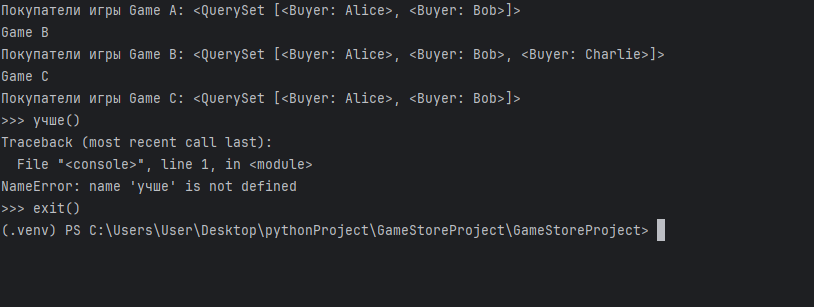 Покупатели игры Game A: <QuerySet [<Buyer: Alice>, <Buyer: Bob>]>
Game B
Покупатели игры Game B: <QuerySet [<Buyer: Alice>, <Buyer: Bob>, <Buyer: Charlie>]>
Game C
Покупатели игры Game C: <QuerySet [<Buyer: Alice>, <Buyer: Bob>]>
>>> учше()
Traceback (most recent call last):
  File "<console>", line 1, in <module>
NameError: name 'учше' is not defined
>>> exit()
(.venv) PS C:\Users\User\Desktop\pythonProject\GameStoreProject\GameStoreProject>